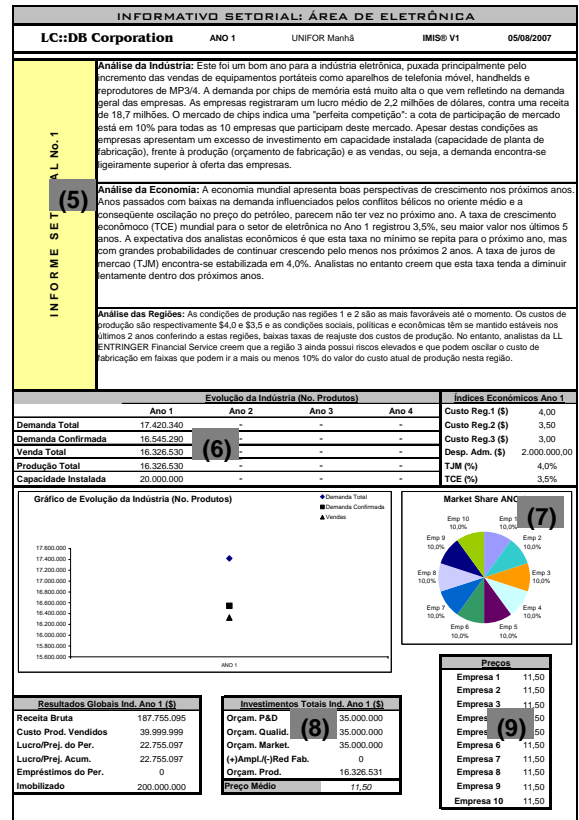 INFORMATIVO SETORIAL: ÁREA DE ELETRÔNICA
LC::DB Corporation ANO 1 UNIFOR Manhã IMIS® V1 05/08/2007
INFORME SET L No. 1
(5)
Análise da Indústria: Este foi um bom ano para a indústria eletrônica, puxada principalmente pelo
incremento das vendas de equipamentos portáteis como aparelhos de telefonia móvel, handhelds e
reprodutores de MP3/4. A demanda por chips de memória está muito alta o que vem refletindo na demanda
geral das empresas. As empresas registraram um lucro médio de 2,2 milhões de dólares, contra uma receita
de 18,7 milhões. O mercado de chips indica uma "perfeita competição": a cota de participação de mercado
está em 10% para todas as 10 empresas que participam deste mercado. Apesar destas condições as
empresas apresentam um excesso de investimento em capacidade instalada (capacidade de planta de
fabricação), frente à produção (orçamento de fabricação) e as vendas, ou seja, a demanda encontra-se
ligeiramente superior à oferta das empresas.
Análise da Economia: A economia mundial apresenta boas perspectivas de crescimento nos próximos anos.
Anos passados com baixas na demanda influenciados pelos conflitos bélicos no oriente médio e a
conseqüente oscilação no preço do petróleo, parecem não ter vez no próximo ano. A taxa de crescimento
econômoco (TCE) mundial para o setor de eletrônica no Ano 1 registrou 3,5%, seu maior valor nos últimos 5
anos. A expectativa dos analistas econômicos é que esta taxa no mínimo se repita para o próximo ano, mas
com grandes probabilidades de continuar crescendo pelo menos nos próximos 2 anos. A taxa de juros de
mercao (TJM) encontra-se estabilizada em 4,0%. Analistas no entanto creem que esta taxa tenda a diminuir
lentamente dentro dos próximos anos.
Análise das Regiões: As condições de produção nas regiões 1 e 2 são as mais favoráveis até o momento. Os custos de
produção são respectivamente $4,0 e $3,5 e as condições sociais, políticas e econômicas têm se mantido estáveis nos
últimos 2 anos conferindo a estas regiões, baixas taxas de reajuste dos custos de produção. No entanto, analistas da LL
ENTRINGER Financial Service creem que a região 3 ainda possui riscos elevados e que podem oscilar o custo de
fabricação em faixas que podem ir a mais ou menos 10% do valor do custo atual de produção nesta região.
Evolução da Indústria (No. Produtos)
Ano 1 Ano 2 Ano 3 Ano 4
Demanda Total 17.420.340 - - -
Demanda Confirmada 16.545.290 - - -
Venda Total 16.326.530 - - -
Produção Total 16.326.530 - - -
Capacidade Instalada 20.000.000 - - -
(6)
Índices Económicos Ano 1
Custo Reg.1 ($) 4,00
Custo Reg.2 ($) 3,50
Custo Reg.3 ($) 3,00
Desp. Adm. ($) 2.000.000,00
TJM (%) 4,0%
TCE (%) 3,5%
Gráfico de Evolução da Indústria (No. Produtos)
Demanda Total
Demanda Confirmada
Vendas
17.600.000
17.400.000
17.200.000
17.000.000
16.800.000
16.600.000
16.400.000
16.200.000
16.000.000
15.800.000
15.600.000
ANO 1
Market Share ANO
(7)
Emp 10
10,0%
Emp 1
Emp 2
10,0%
Emp 3
10,0%
Emp 4
10,0%
Emp 5
10,0%
Emp 6
10,0%
Emp 7
10,0%
Emp 8
10,0%
Emp 9
10,0%
Resultados Globais Ind. Ano 1 ($)
Receita Bruta 187.755.095
Custo Prod. Vendidos 39.999.999
Lucro/Prej. do Per. 22.755.097
Lucro/Prej. Acum. 22.755.097
Empréstimos do Per. 0
Imobilizado 200.000.000
Investimentos Totais Ind. Ano 1 ($)
Orçam. P&D 35.000.000
Orçam. Qualid. 35.000.000
Orçam. Market. 35.000.000
(+)Ampl./(-)Red Fab. 0
Orçam. Prod. 16.326.531
Preço Médio 11,50
(8)
Preços
Empresa 1 11,50
Empresa 2 11,50
Empresa 3 11,50
Empres 50
Empres 50
Empresa 6 11,50
Empresa 7 11,50
Empresa 8 11,50
Empresa 9 11,50
Empresa 10 11,50
(9)